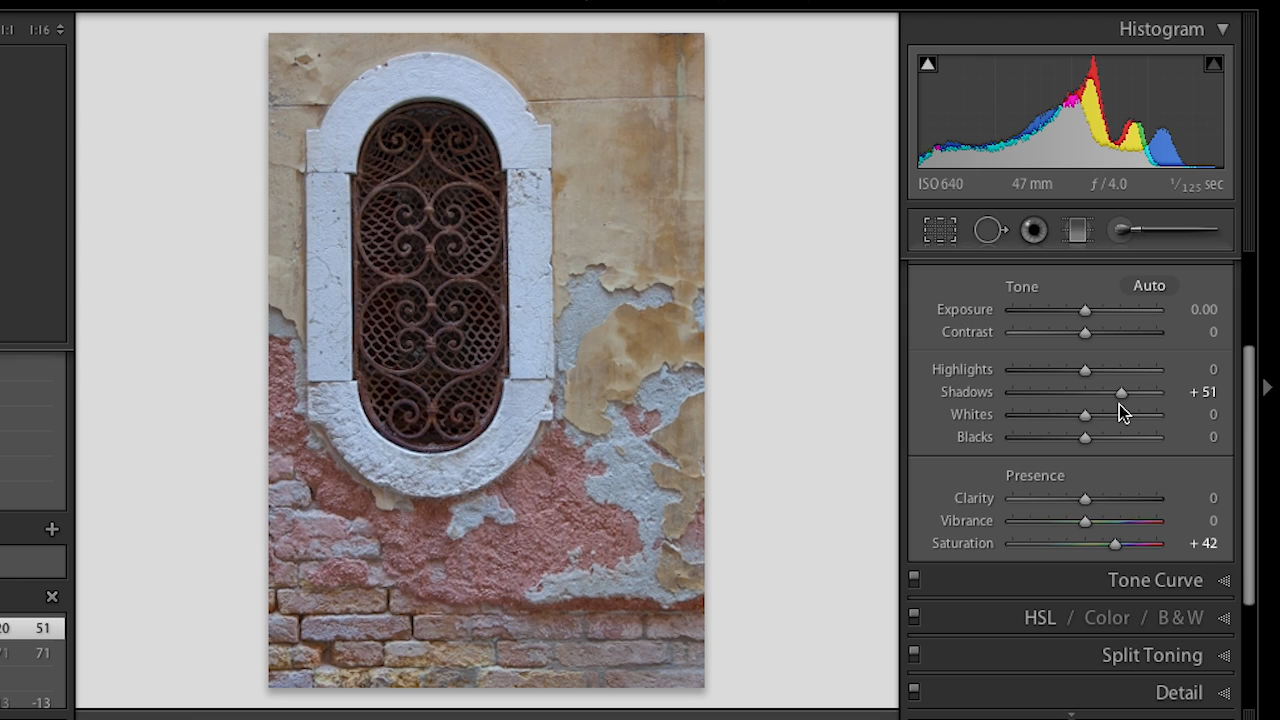 1:1 1:16
Histogram
ISO 640 47 mm ƒ / 4.0 1/125 sec
Tone Auto
Exposure 0.00
Contrast 0
Highlights 0
Shadows + 51
Whites 0
Blacks 0
Presence
Clarity 0
Vibrance 0
Saturation + 42
Tone Curve
HSL / Color / B & W
Split Toning
Detail
20 51
71
-13